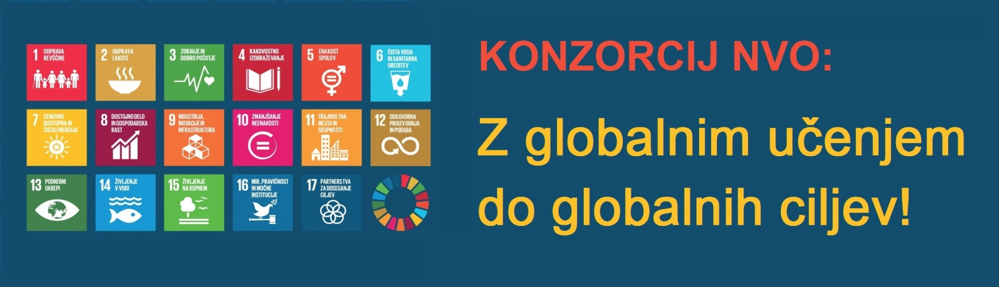 1 ODPRAVA
REVŠČINE
2 ODPRAVA
LAKOTE
3 ZDRAVJE IN
DOBRO POČUTJE
4 KAKOVOSTNO
IZOBRAŽEVANJE
5 ENAKOST
SPOLOV
6 ČISTA VODA
IN SANITARNA
UREDITEV
7 CENOVNO
DOSTOPNA IN
ČISTA ENERGIJA
8 DOSTOJNO DELO
IN GOSPODARSKA
RAST
9 INDUSTRIJA,
INOVACIJE IN
INFRASTRUKTURA
10 ZMANJŠANJE
NEENAKOSTI
11 TRAJNOSTNA
MESTA IN
SKUPNOSTI
12 ODGOVORNA
PROIZVODNJA
IN PORABA
13 PODNEBNI
UKREPI
14 ŽIVLJENJE
V VODI
15 ŽIVLJENJE
NA KOPNEM
16 MIR, PRAVIČNOST
IN MOČNE
INSTITUCIJE
17 PARTNERSTVA
ZA DOSEGANJE
CILJEV
KONZORCIJ NVO:
Z globalnim učenjem
do globalnih ciljev!